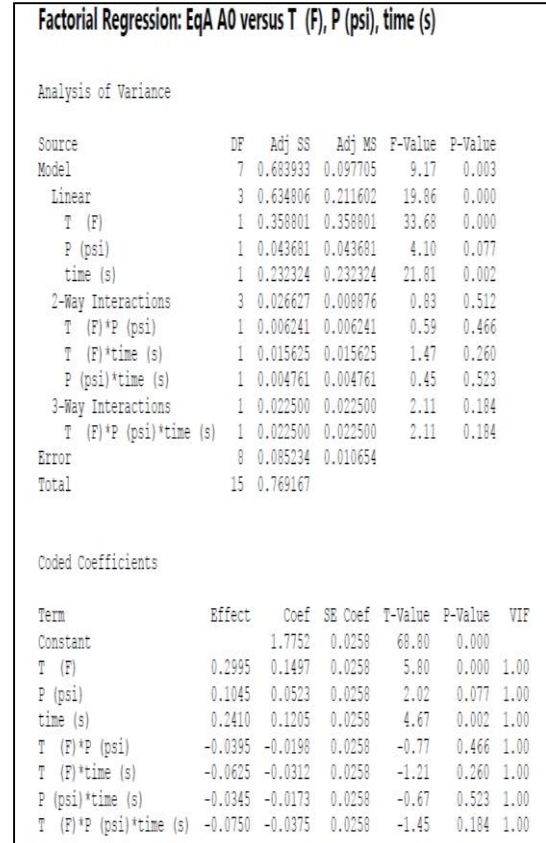 Factorial Regression: EqA A0 versus T (F), P (psi), time (s)
Analysis of Variance
Source DF Adj SS Adj MS F-Value P-Value
Model 7 0.683933 0.097705 9.17 0.003
Linear 3 0.634806 0.211602 19.86 0.000
T (F) 1 0.358801 0.358801 33.68 0.000
P (psi) 1 0.043681 0.043681 4.10 0.077
time (s) 1 0.232324 0.232324 21.81 0.002
2-Way Interactions 3 0.026627 0.008876 0.83 0.512
T (F)*P (psi) 1 0.006241 0.006241 0.59 0.466
T (F)*time (s) 1 0.015625 0.015625 1.47 0.260
P (psi)*time (s) 1 0.004761 0.004761 0.45 0.523
3-Way Interactions 1 0.022500 0.022500 2.11 0.184
T (F)*P (psi)*time (s) 1 0.022500 0.022500 2.11 0.184
Error 8 0.085234 0.010654
Total 15 0.769167
Coded Coefficients
Term Effect Coef SE Coef T-Value P-Value VIF
Constant 1.7752 0.0258 68.80 0.000
T (F) 0.2995 0.1497 0.0258 5.80 0.000 1.00
P (psi) 0.1045 0.0523 0.0258 2.02 0.077 1.00
time (s) 0.2410 0.1205 0.0258 4.67 0.002 1.00
T (F)*P (psi) -0.0395 -0.0198 0.0258 -0.77 0.466 1.00
T (F)*time (s) -0.0625 -0.0312 0.0258 -1.21 0.260 1.00
P (psi)*time (s) -0.0345 -0.0173 0.0258 -0.67 0.523 1.00
T (F)*P (psi)*time (s) -0.0750 -0.0375 0.0258 -1.45 0.184 1.00